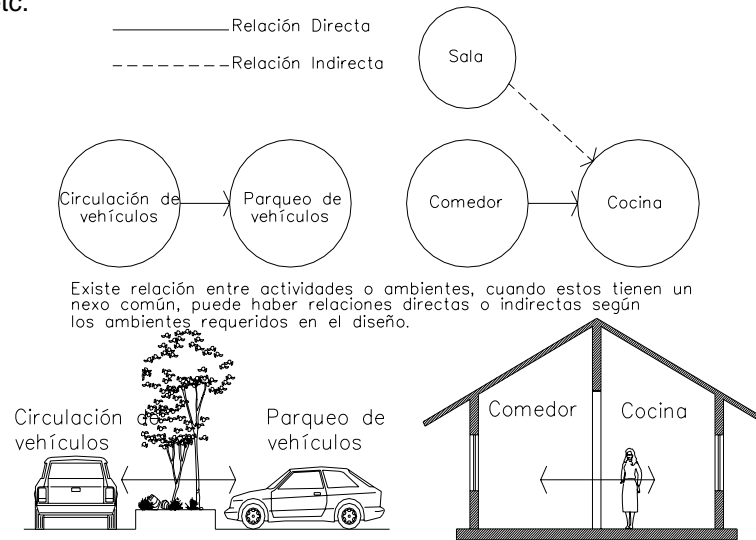 etc.
Relación Directa
Relación Indirecta
Sala
Circulación de
vehículos
Parqueo de
vehículos
Comedor
Cocina
Existe relación entre actividades o ambientes, cuando estos tienen un
nexo común, puede haber relaciones directas o indirectas según
los ambientes requeridos en el diseño.
Circulación de
vehículos
Parqueo de
vehículos
Comedor
Cocina